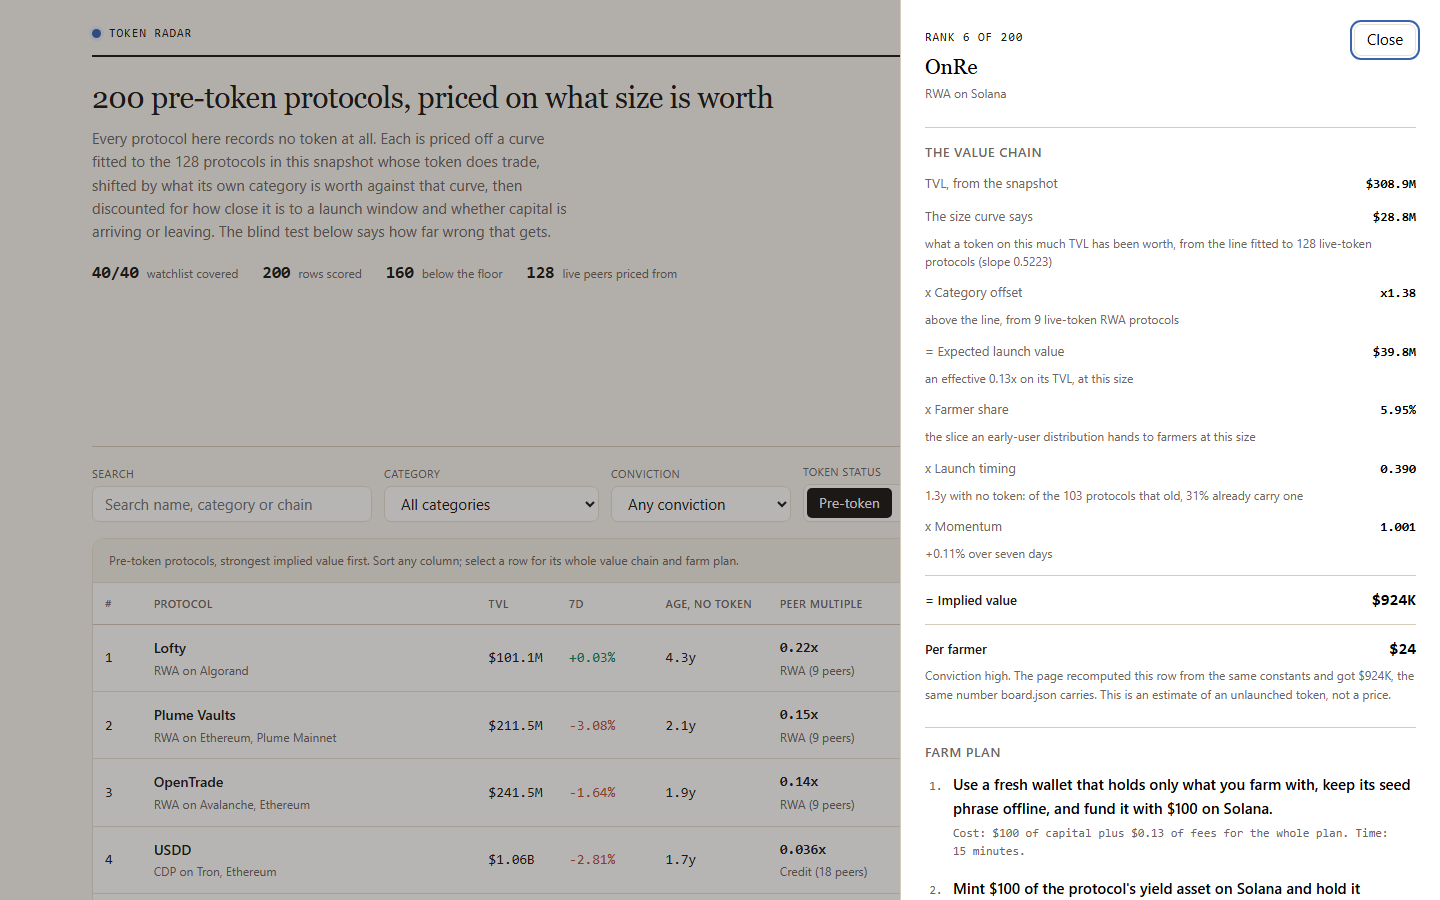 TOKEN RADAR
200 pre-token protocols, priced on what size is worth
Every protocol here records no token at all. Each is priced off a curve
fitted to the 128 protocols in this snapshot whose token does trade,
shifted by what its own category is worth against that curve, then
discounted for how close it is to a launch window and whether capital is
arriving or leaving. The blind test below says how far wrong that gets.
40/40 watchlist covered 200 rows scored 160 below the floor 128 live peers priced from
SEARCH CATEGORY CONVICTION TOKEN STATUS
Search name, category or chain All categories Any conviction Pre-token
Pre-token protocols, strongest implied value first. Sort any column; select a row for its whole value chain and farm plan.
# PROTOCOL TVL 7D AGE, NO TOKEN PEER MULTIPLE
1 Lofty $101.1M +0.03% 4.3y 0.22x
RWA on Algorand RWA (9 peers)
2 Plume Vaults $211.5M -3.08% 2.1y 0.15x
RWA on Ethereum, Plume Mainnet RWA (9 peers)
3 OpenTrade $241.5M -1.64% 1.9y 0.14x
RWA on Avalanche, Ethereum RWA (9 peers)
4 USDD $1.06B -2.81% 1.7y 0.036x
CDP on Tron, Ethereum Credit (18 peers)
RANK 6 OF 200
Close
OnRe
RWA on Solana
THE VALUE CHAIN
TVL, from the snapshot $308.9M
The size curve says $28.8M
what a token on this much TVL has been worth, from the line fitted to 128 live-token
protocols (slope 0.5223)
x Category offset x1.38
above the line, from 9 live-token RWA protocols
= Expected launch value $39.8M
an effective 0.13x on its TVL, at this size
x Farmer share 5.95%
the slice an early-user distribution hands to farmers at this size
x Launch timing 0.390
1.3y with no token: of the 103 protocols that old, 31% already carry one
x Momentum 1.001
+0.11% over seven days
= Implied value $924K
Per farmer $24
Conviction high. The page recomputed this row from the same constants and got $924K, the
same number board.json carries. This is an estimate of an unlaunched token, not a price.
FARM PLAN
1. Use a fresh wallet that holds only what you farm with, keep its seed
phrase offline, and fund it with $100 on Solana.
Cost: $100 of capital plus $0.13 of fees for the whole plan. Time:
15 minutes.
2. Mint $100 of the protocol's yield asset on Solana and hold it